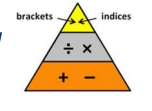 brackets indices
÷ ×
+ −